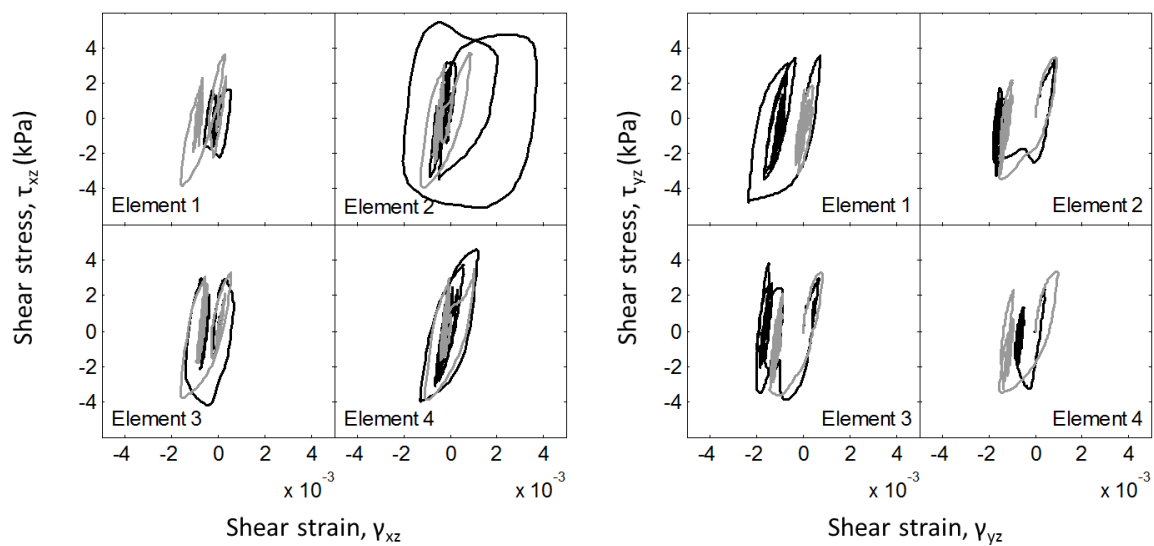 4
2
0
-2
-4
Element 1
Element 2
4
2
0
-2
-4
Element 3
Element 4
-4 -2 0 2 4
-4 -2 0 2 4
x 10 -3
x 10 -3
Shear stress, τxz (kPa)
Shear strain, γxz
4
2
0
-2
-4
Element 1
Element 2
4
2
0
-2
-4
Element 3
Element 4
-4 -2 0 2 4
-4 -2 0 2 4
x 10 -3
x 10 -3
Shear stress, τyz (kPa)
Shear strain, γyz